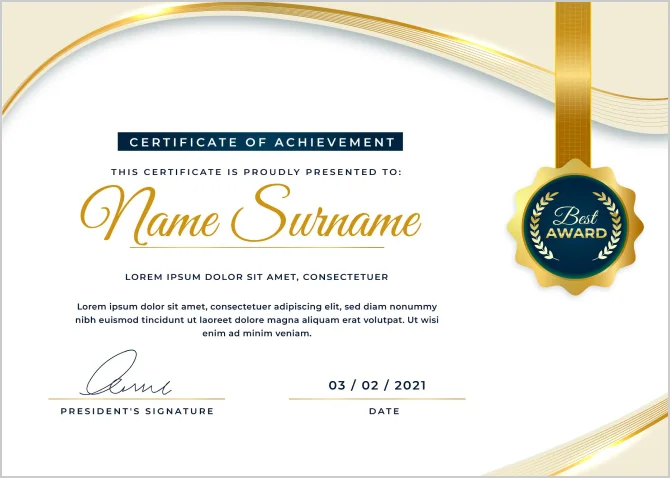 CERTIFICATE OF ACHIEVEMENT
THIS CERTIFICATE IS PROUDLY PRESENTED TO:
Name Surname
Best
AWARD
LOREM IPSUM DOLOR SIT AMET, CONSECTETUER
Lorem ipsum dolor sit amet, consectetuer adipiscing elit, sed diam nonummy
nibh euismod tincidunt ut laoreet dolore magna aliquam erat volutpat. Ut wisi
enim ad minim veniam.
03 / 02 / 2021
PRESIDENT'S SIGNATURE
DATE